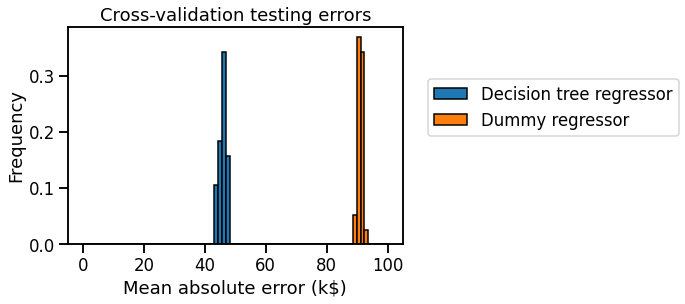 Cross-validation testing errors
Frequency
0.3
0.2
0.1
0.0
0 20 40 60 80 100
Mean absolute error (k$)
Decision tree regressor
Dummy regressor